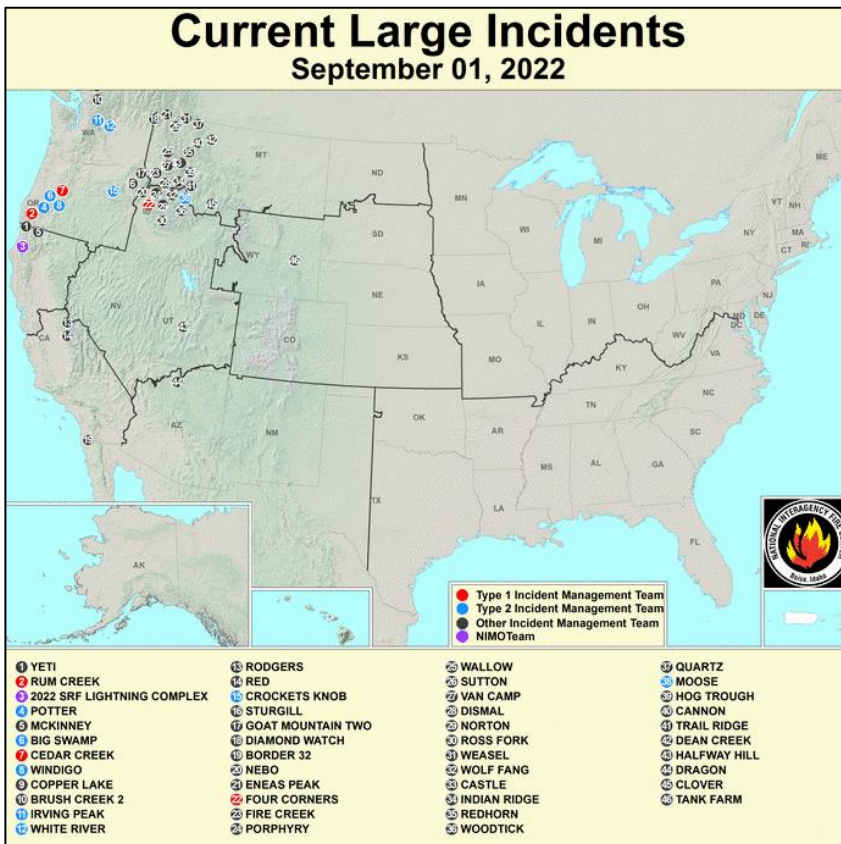 Current Large Incidents
September 01, 2022
WA
MT
ND
MN
ME
OR
VT
NH
WI
MI
NY
MA
SD
WY
CT
RI
IA
PA
NE
NV
UT
IL
IN
OH
NJ
MD
DE
DC
CA
CO
WV
VA
KS
MO
KY
AZ
NM
OK
TN
NC
AR
SC
MS
AL
GA
TX
LA
FL
AK
NATIONAL INTERAGENCY FIRE
Boise, Idaho
Type 1 Incident Management Team
Type 2 Incident Management Team
Other Incident Management Team
NIMOTeam
1 YETI
2 RUM CREEK
3 2022 SRF LIGHTNING COMPLEX
4 POTTER
5 MCKINNEY
6 BIG SWAMP
7 CEDAR CREEK
8 WINDIGO
9 COPPER LAKE
10 BRUSH CREEK 2
11 IRVING PEAK
12 WHITE RIVER
13 RODGERS
14 RED
15 CROCKETS KNOB
16 STURGILL
17 GOAT MOUNTAIN TWO
18 DIAMOND WATCH
19 BORDER 32
20 NEBO
21 ENEAS PEAK
22 FOUR CORNERS
23 FIRE CREEK
24 PORPHYRY
25 WALLOW
26 SUTTON
27 VAN CAMP
28 DISMAL
29 NORTON
30 ROSS FORK
31 WEASEL
32 WOLF FANG
33 CASTLE
34 INDIAN RIDGE
35 REDHORN
36 WOODTICK
37 QUARTZ
38 MOOSE
39 HOG TROUGH
40 CANNON
41 TRAIL RIDGE
42 DEAN CREEK
43 HALFWAY HILL
44 DRAGON
45 CLOVER
46 TANK FARM